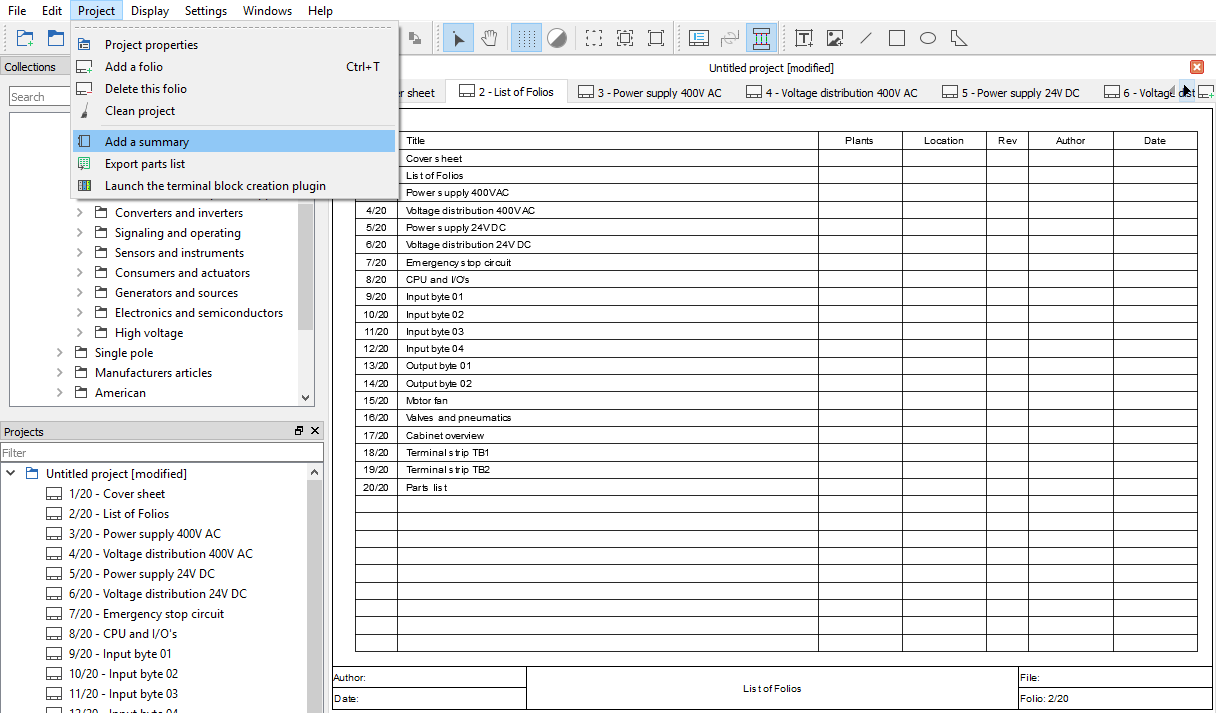 File Edit Project Display Settings Windows Help
Project properties
Add a folio Ctrl+T
Delete this folio
Clean project
Add a summary
Export parts list
Launch the terminal block creation plugin
Collections
Search
Converters and inverters
Signaling and operating
Sensors and instruments
Consumers and actuators
Generators and sources
Electronics and semiconductors
High voltage
Single pole
Manufacturers articles
American
Projects
Filter
Untitled project [modified]
1/20 - Cover sheet
2/20 - List of Folios
3/20 - Power supply 400V AC
4/20 - Voltage distribution 400V AC
5/20 - Power supply 24V DC
6/20 - Voltage distribution 24V DC
7/20 - Emergency stop circuit
8/20 - CPU and I/O's
9/20 - Input byte 01
10/20 - Input byte 02
11/20 - Input byte 03
12/20 - Input byte 04
Untitled project [modified]
er sheet 2 - List of Folios 3 - Power supply 400V AC 4 - Voltage distribution 400V AC 5 - Power supply 24V DC 6 - Voltage dist
Title Plants Location Rev Author Date
Cover sheet
List of Folios
Power supply 400V AC
4/20 Voltage distribution 400V AC
5/20 Power supply 24V DC
6/20 Voltage distribution 24V DC
7/20 Emergency stop circuit
8/20 CPU and I/O's
9/20 Input byte 01
10/20 Input byte 02
11/20 Input byte 03
12/20 Input byte 04
13/20 Output byte 01
14/20 Output byte 02
15/20 Motor fan
16/20 Valves and pneumatics
17/20 Cabinet overview
18/20 Terminal strip TB1
19/20 Terminal strip TB2
20/20 Parts list
Author:
Date:
List of Folios
File:
Folio: 2/20